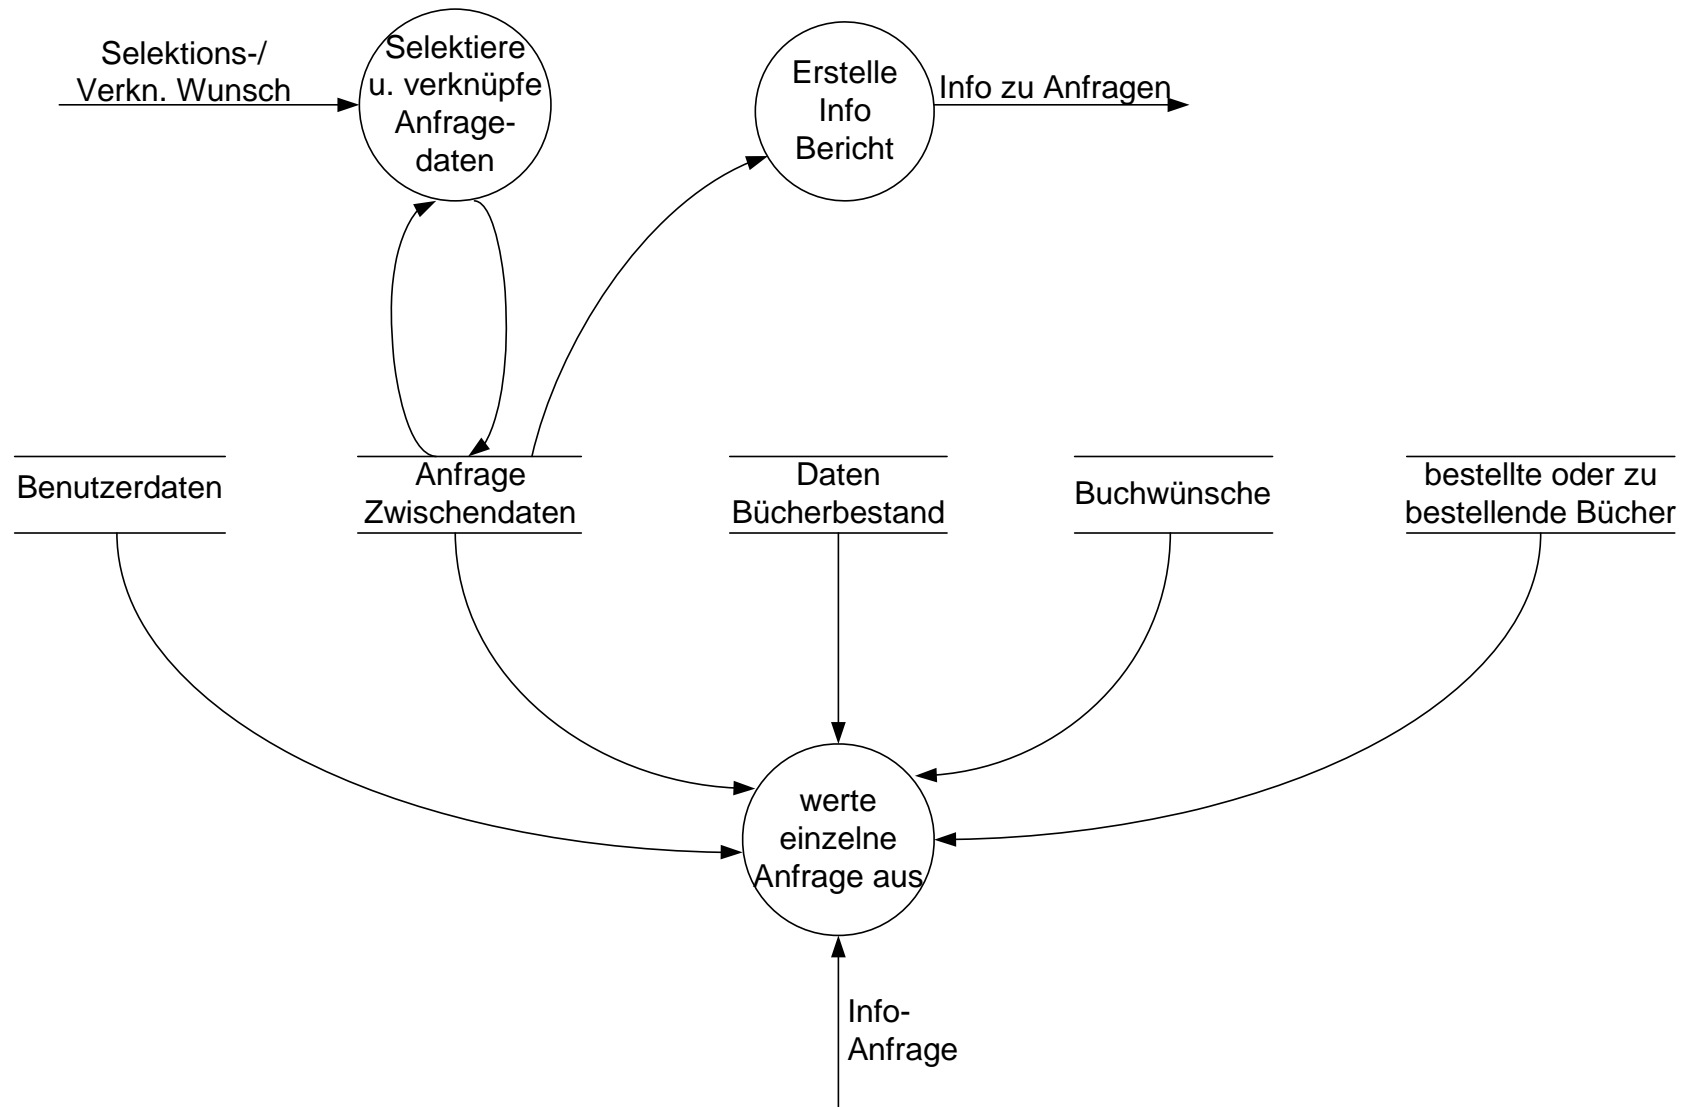 Selektions-/
Verkn. Wunsch
Selektiere
u. verknüpfe
Anfrage-
daten
Erstelle
Info
Bericht
Info zu Anfragen
Benutzerdaten
Anfrage
Zwischendaten
Daten
Bücherbestand
Buchwünsche
bestellte oder zu
bestellende Bücher
werte
einzelne
Anfrage aus
Info-
Anfrage